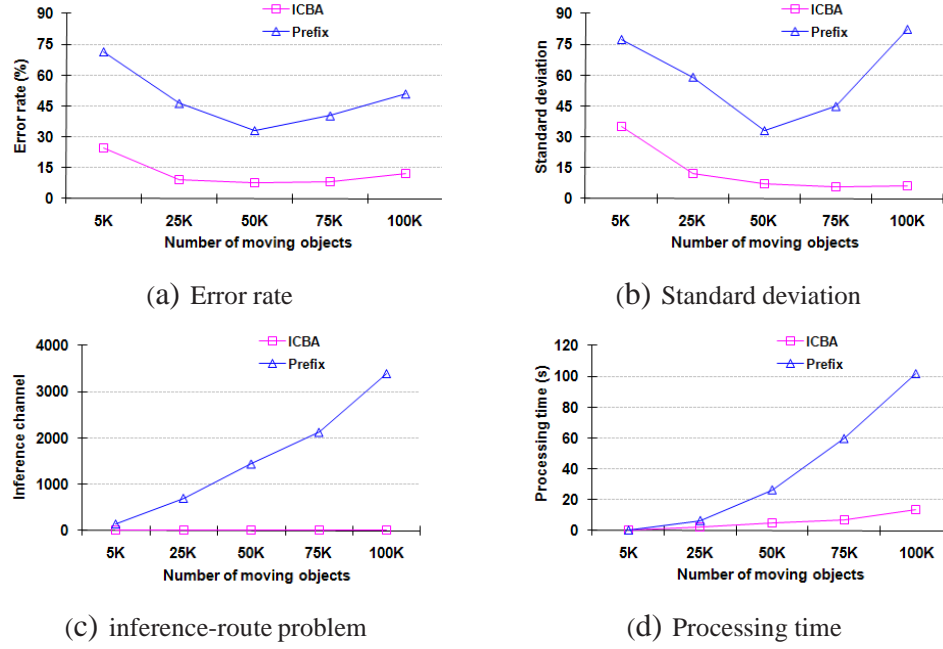 ICBA
Prefix
Error rate (%)
90
75
60
45
30
15
0
5K 25K 50K 75K 100K
Number of moving objects
(a) Error rate
ICBA
Prefix
Standard deviation
90
75
60
45
30
15
0
5K 25K 50K 75K 100K
Number of moving objects
(b) Standard deviation
ICBA
Prefix
Inference channel
4000
3000
2000
1000
0
5K 25K 50K 75K 100K
Number of moving objects
(c) inference-route problem
ICBA
Prefix
Processing time (s)
120
100
80
60
40
20
0
5K 25K 50K 75K 100K
Number of moving objects
(d) Processing time